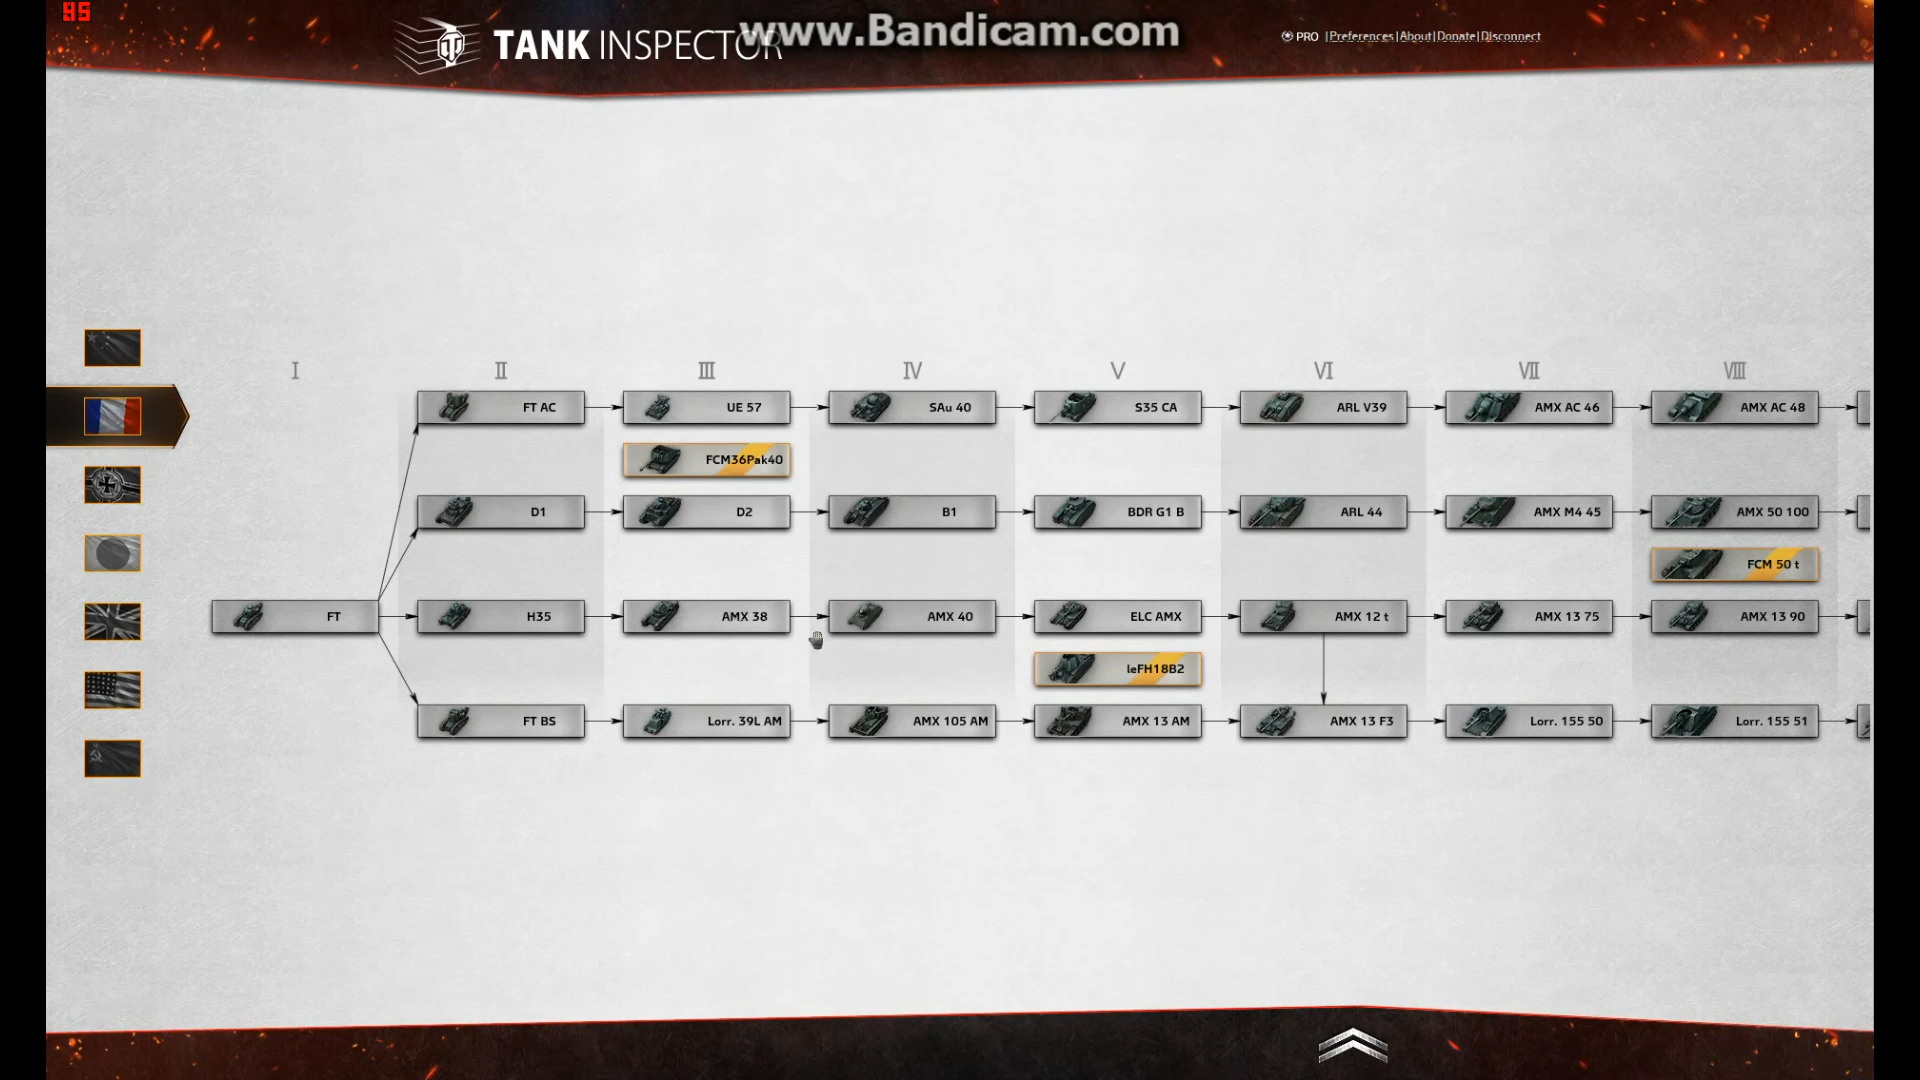 95
TANK INSPECTOR
www.Bandicam.com
PRO |Preferences|About|Donate|Disconnect
I II III IV V VI VII VIII
FT AC UE 57 SAu 40 S35 CA ARL V39 AMX AC 46 AMX AC 48
FCM36Pak40
D1 D2 B1 BDR G1 B ARL 44 AMX M4 45 AMX 50 100
FCM 50 t
FT H35 AMX 38 AMX 40 ELC AMX AMX 12 t AMX 13 75 AMX 13 90
leFH18B2
FT BS Lorr. 39L AM AMX 105 AM AMX 13 AM AMX 13 F3 Lorr. 155 50 Lorr. 155 51